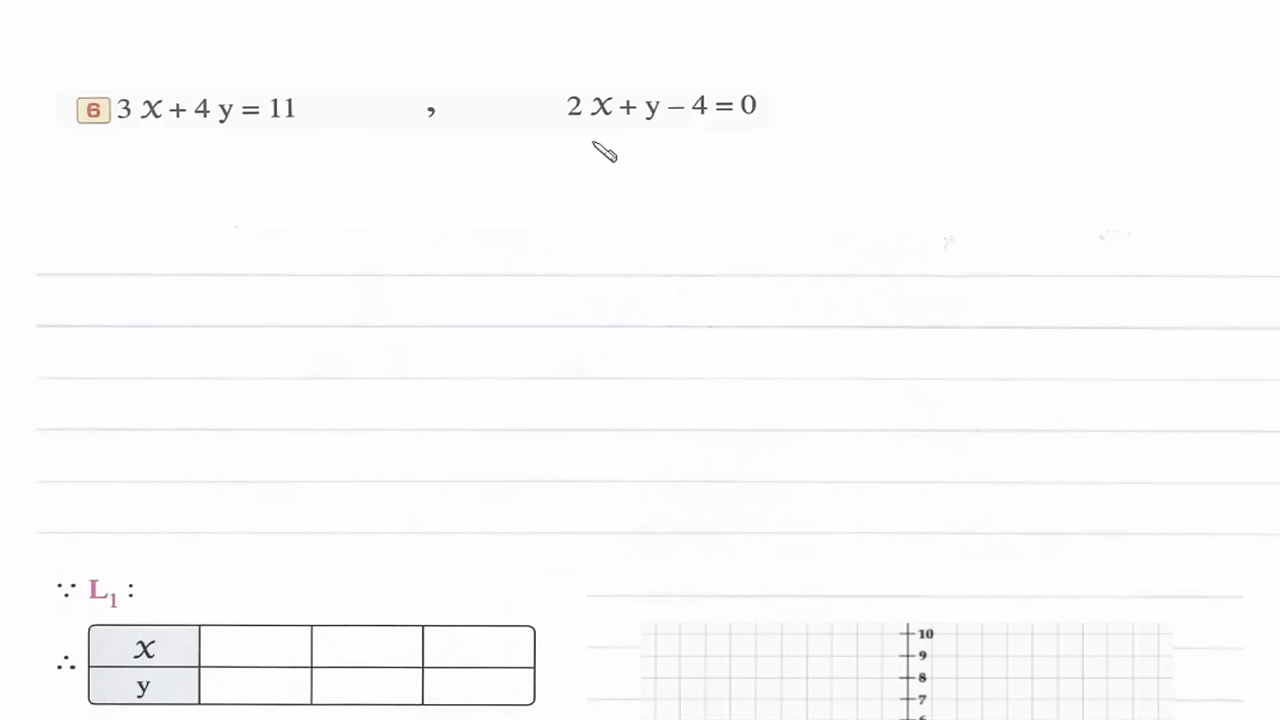 6 3 x + 4 y = 11 , 2 x + y – 4 = 0
∵ L₁ :
∴ x
y
10
9
8
7